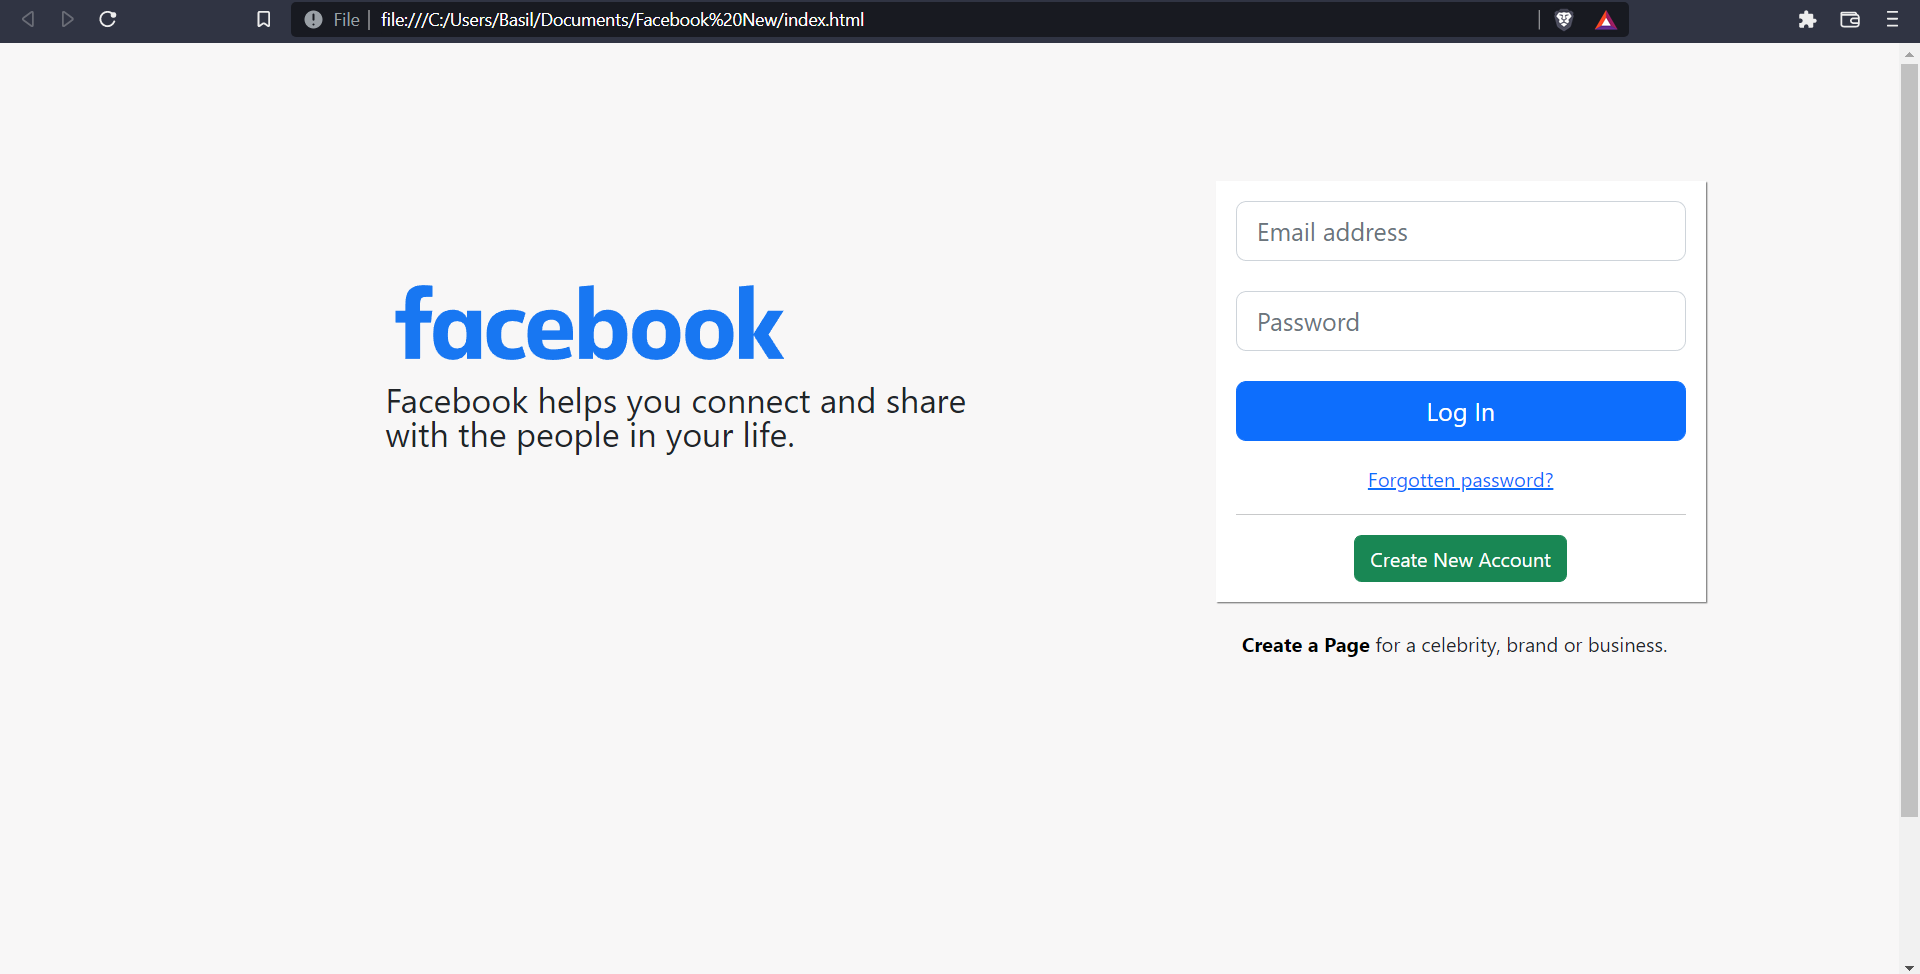 File
file:///C:/Users/Basil/Documents/Facebook%20New/index.html
facebook
Facebook helps you connect and share
with the people in your life.
Email address
Password
Log In
Forgotten password?
Create New Account
Create a Page for a celebrity, brand or business.